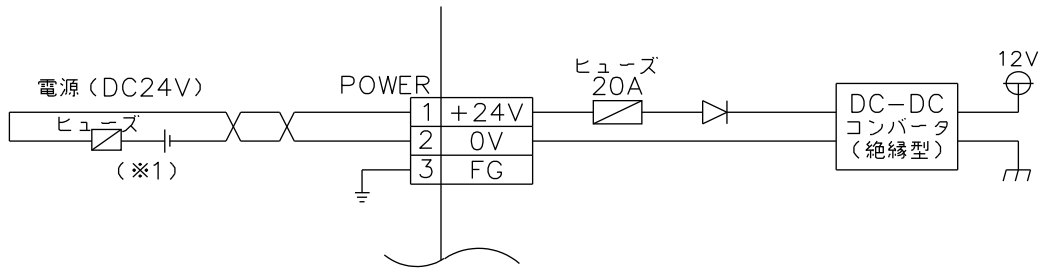 電源(DC24V)
ヒューズ
(※1)
POWER
1 +24V
2 0V
3 FG
ヒューズ
20A
DC-DC
コンバータ
(絶縁型)
12V